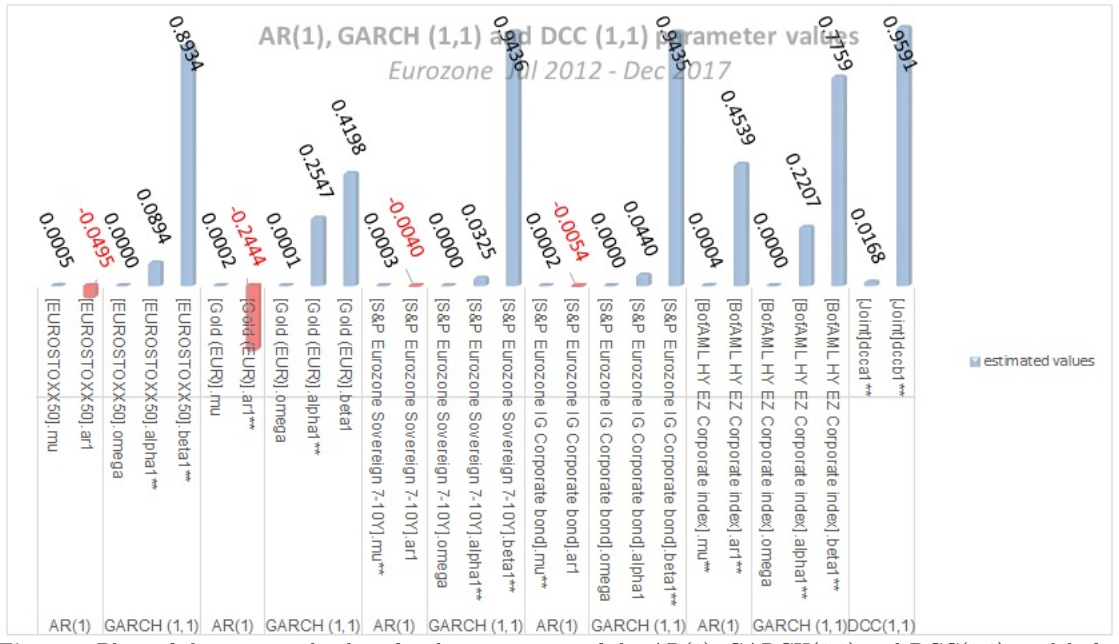 AR(1), GARCH (1,1) and DCC (1,1) parameter values
Eurozone Jul 2012 - Dec 2017
0.0005
-0.0495
0.0000
0.0894
0.8934
0.0002
-0.2444
0.0001
0.2547
0.4198
0.0003
-0.0040
0.0000
0.0325
0.9436
0.0002
-0.0054
0.0000
0.0440
0.9435
0.0004
0.4539
0.0000
0.2207
0.7759
0.0168
0.9591
[EUROSTOXX50].mu
[EUROSTOXX50].ar1
[EUROSTOXX50].omega
[EUROSTOXX50].alpha1**
[EUROSTOXX50].beta1**
[Gold (EUR)].mu
[Gold (EUR)].ar1**
[Gold (EUR)].omega
[Gold (EUR)].alpha1**
[Gold (EUR)].beta1
[S&P Eurozone Sovereign 7-10Y].mu**
[S&P Eurozone Sovereign 7-10Y].ar1
[S&P Eurozone Sovereign 7-10Y].omega
[S&P Eurozone Sovereign 7-10Y].alpha1**
[S&P Eurozone Sovereign 7-10Y].beta1**
[S&P Eurozone IG Corporate bond].mu**
[S&P Eurozone IG Corporate bond].ar1
[S&P Eurozone IG Corporate bond].omega
[S&P Eurozone IG Corporate bond].alpha1
[S&P Eurozone IG Corporate bond].beta1**
[BofAML HY EZ Corporate index].mu**
[BofAML HY EZ Corporate index].ar1**
[BofAML HY EZ Corporate index].omega
[BofAML HY EZ Corporate index].alpha1**
[BofAML HY EZ Corporate index].beta1**
[Joint]dcca1**
[Joint]dccb1**
estimated values
AR(1) GARCH (1,1) AR(1) GARCH (1,1) AR(1) GARCH (1,1) AR(1) GARCH (1,1) AR(1) GARCH (1,1) DCC(1,1)